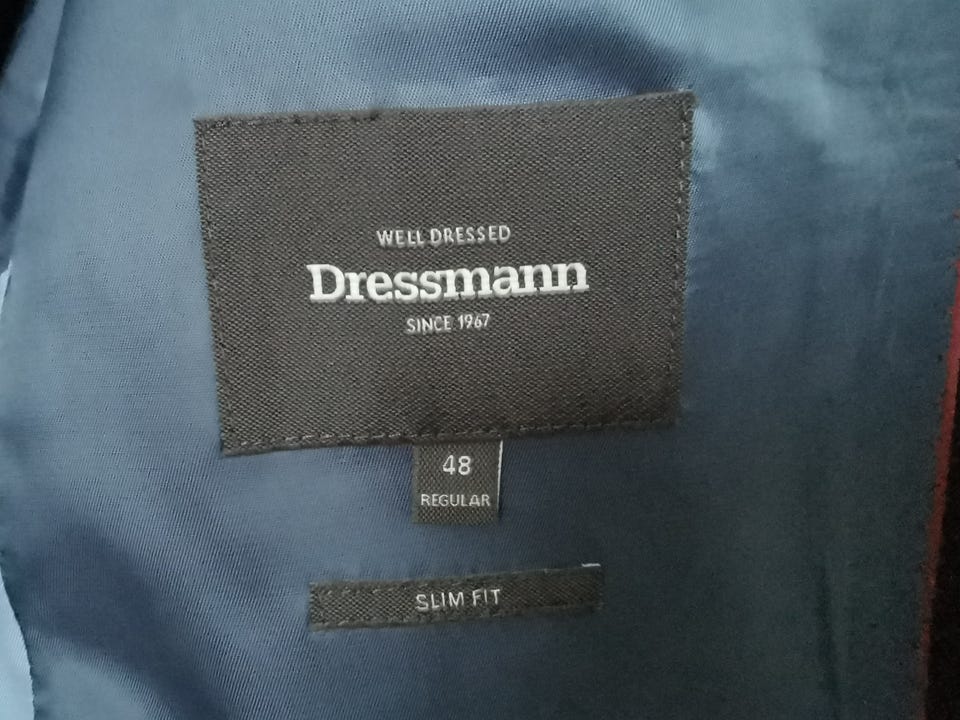 WELL DRESSED
Dressmann
SINCE 1967
48
REGULAR
SLIM FIT